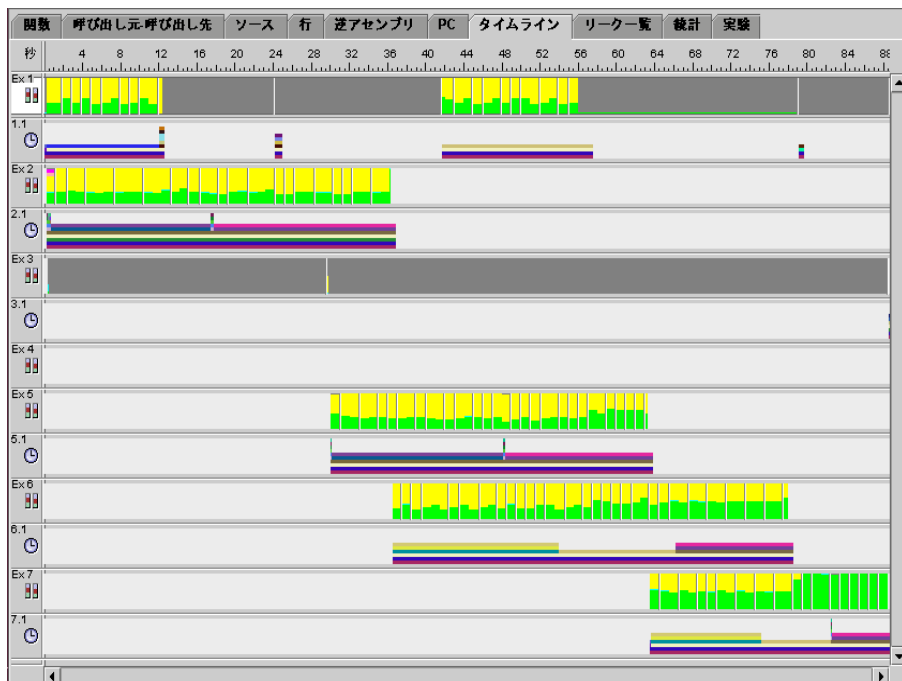 関数 呼び出し元-呼び出し先 ソース 行 逆アセンブリ PC タイムライン リーク一覧 統計 実験
秒 4 8 12 16 20 24 28 32 36 40 44 48 52 56 60 64 68 72 76 80 84 88
Ex 1
1.1
Ex 2
2.1
Ex 3
3.1
Ex 4
Ex 5
5.1
Ex 6
6.1
Ex 7
7.1